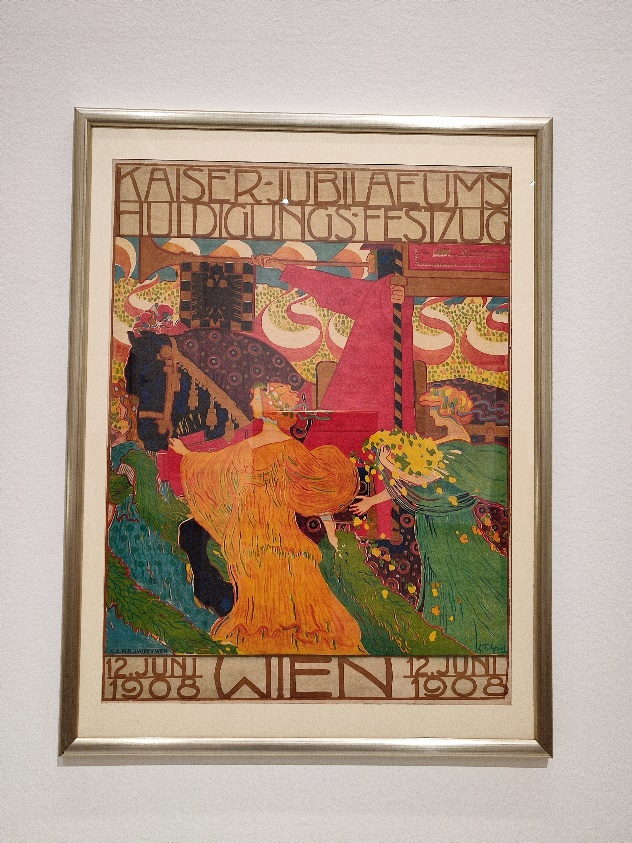 KAISER-JUBILAEUMS
HULDIGUNGS-FESTZUG
12. JUNI
1908
WIEN
12. JUNI
1908